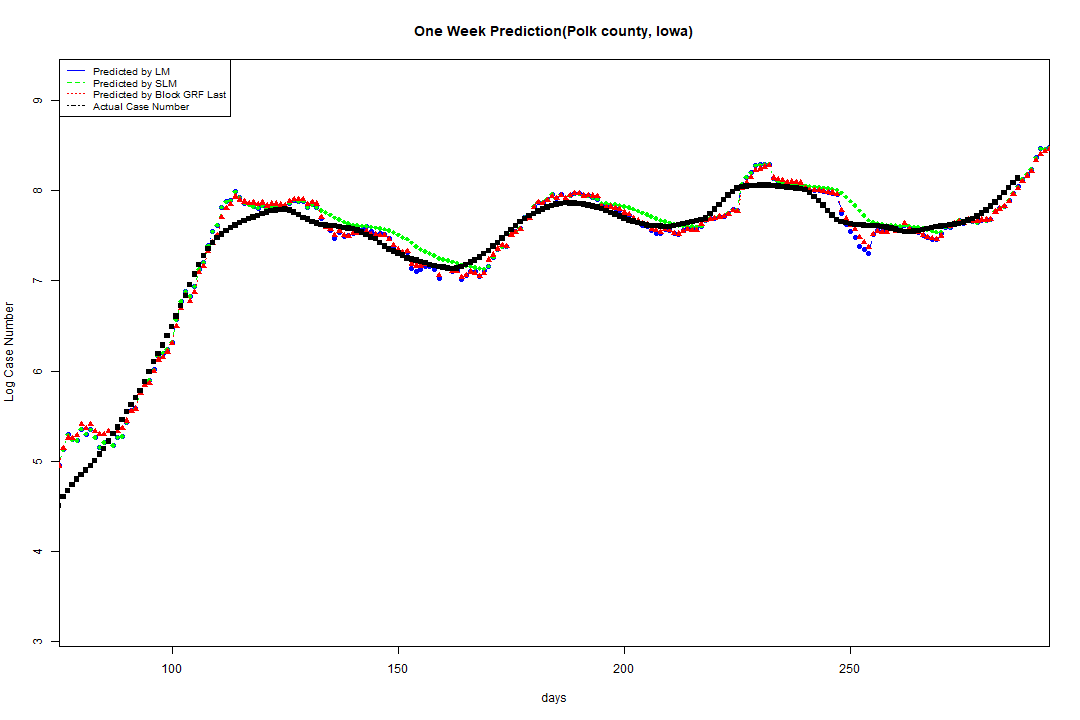 One Week Prediction(Polk county, Iowa)
Predicted by LM
Predicted by SLM
Predicted by Block GRF Last
Actual Case Number
9
8
7
6
5
4
3
Log Case Number
100 150 200 250
days